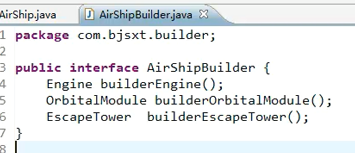 AirShip.java
AirShipBuilder.java
1 package com.bjsxt.builder;
2
3 public interface AirShipBuilder {
4 Engine builderEngine();
5 OrbitalModule builderOrbitalModule();
6 EscapeTower  builderEscapeTower();
7 }
8